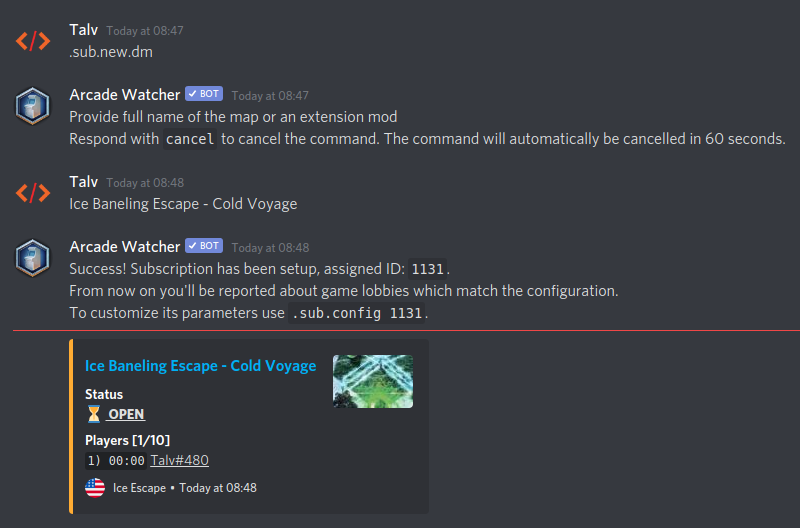 Talv Today at 08:47
.sub.new.dm
Arcade Watcher ✓ BOT Today at 08:47
Provide full name of the map or an extension mod
Respond with cancel to cancel the command. The command will automatically be cancelled in 60 seconds.
Talv Today at 08:48
Ice Baneling Escape - Cold Voyage
Arcade Watcher ✓ BOT Today at 08:48
Success! Subscription has been setup, assigned ID: 1131.
From now on you'll be reported about game lobbies which match the configuration.
To customize its parameters use .sub.config 1131.
Ice Baneling Escape - Cold Voyage
Status
⏳ OPEN
Players [1/10]
1) 00:00 Talv#480
Ice Escape • Today at 08:48